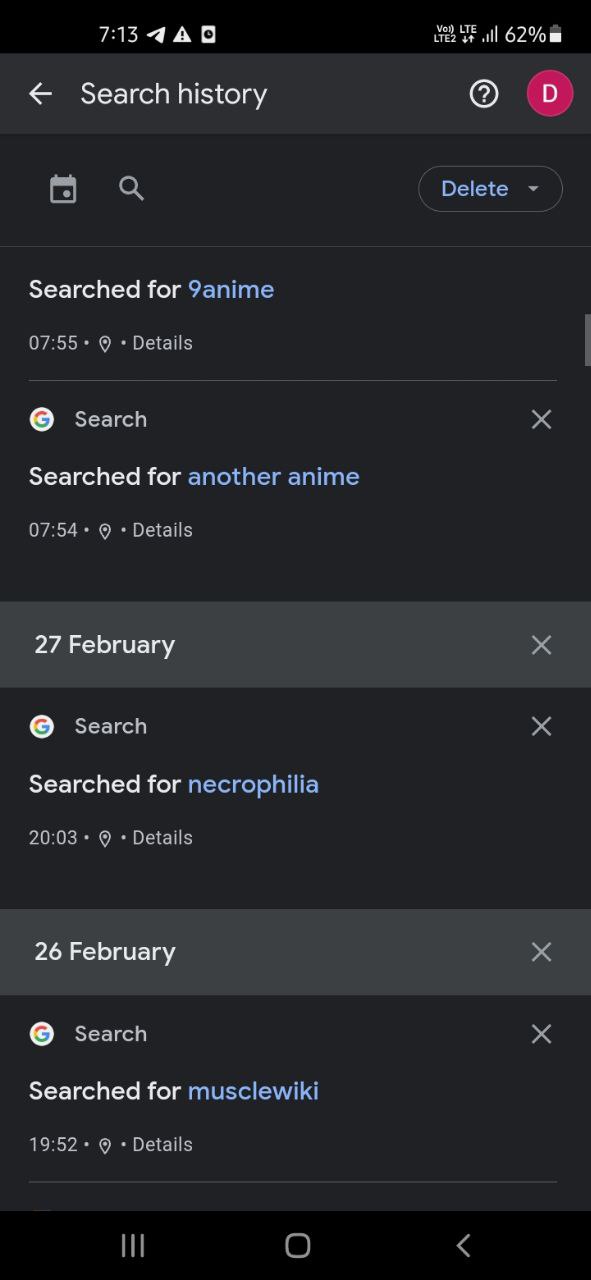 7:13
Vo) LTE
LTE2
62%
Search history
D
Delete
Searched for 9anime
07:55 • • Details
Search
Searched for another anime
07:54 • • Details
27 February
Search
Searched for necrophilia
20:03 • • Details
26 February
Search
Searched for musclewiki
19:52 • • Details